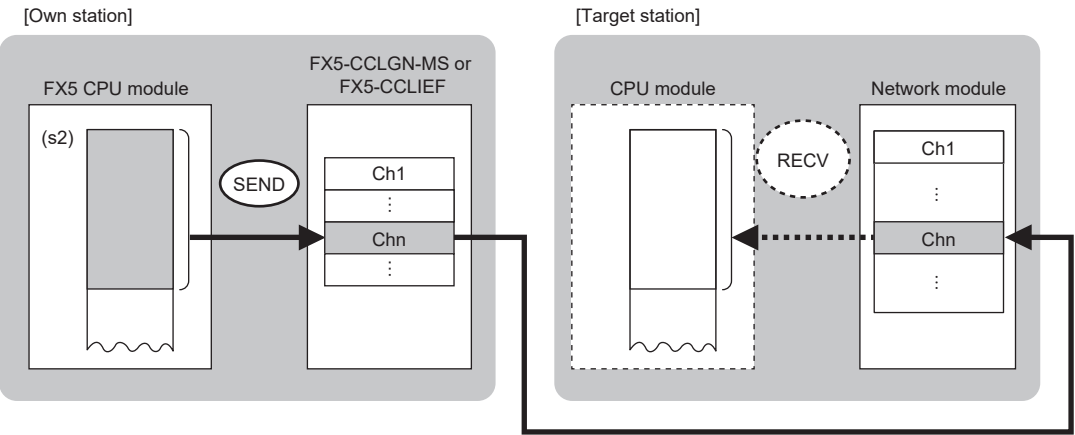 [Own station]
[Target station]
FX5 CPU module
FX5-CCLGN-MS or
FX5-CCLIEF
CPU module
Network module
(s2)
SEND
Ch1
⋮
Chn
⋮
RECV
Ch1
⋮
Chn
⋮